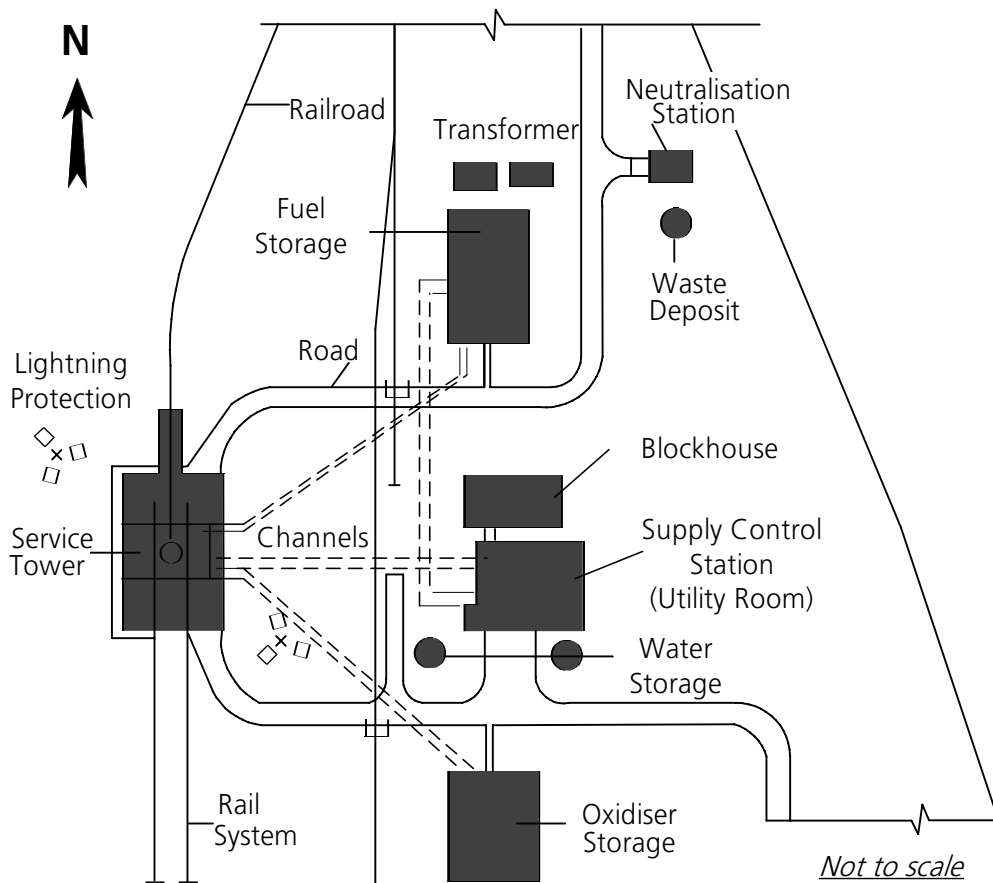 N
Railroad
Transformer
Neutralisation
Station
Fuel
Storage
Waste
Deposit
Road
Lightning
Protection
Blockhouse
Service
Tower
Channels
Supply Control
Station
(Utility Room)
Water
Storage
Rail
System
Oxidiser
Storage
Not to scale